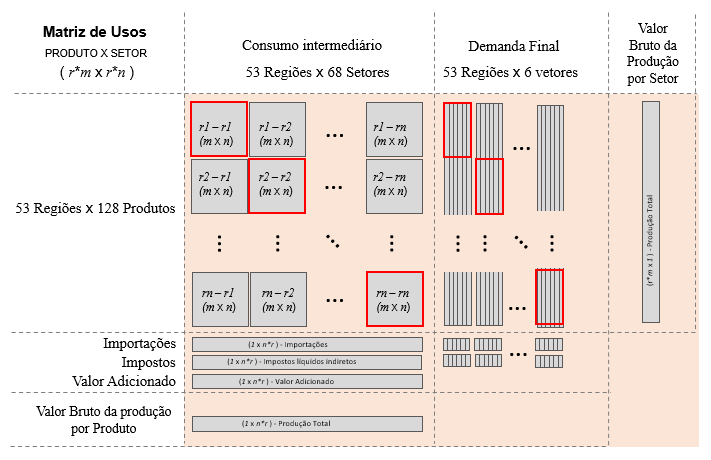 Matriz de Usos
PRODUTO X SETOR
( r*m x r*n )
Consumo intermediário
53 Regiões x 68 Setores
Demanda Final
53 Regiões x 6 vetores
Valor
Bruto da
Produção
por Setor
53 Regiões x 128 Produtos
r1 – r1
(m x n)
r1 – r2
(m x n)
...
r1 – rn
(m x n)
...
r2 – r1
(m x n)
r2 – r2
(m x n)
...
r2 – rn
(m x n)
rn – r1
(m x n)
rn – r2
(m x n)
...
rn – rn
(m x n)
...
(r*m x 1) - Produção Total
Importações
(1 x n*r ) - Importações
Impostos
(1 x n*r ) - Impostos líquidos indiretos
...
Valor Adicionado
(1 x n*r ) - Valor Adicionado
Valor Bruto da produção
por Produto
(1 x n*r ) - Produção Total